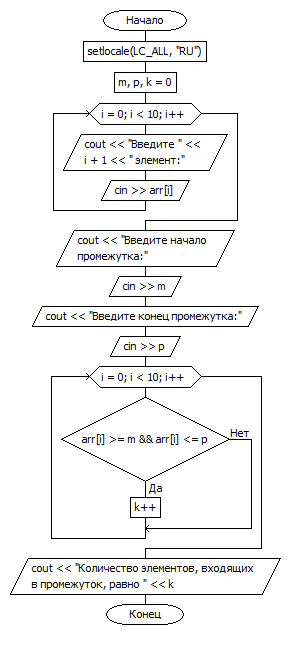 Начало
setlocale(LC_ALL, "RU")
m, p, k = 0
i = 0; i < 10; i++
cout << "Введите " <<
i + 1 << " элемент:"
cin >> arr[i]
cout << "Введите начало
промежутка:"
cin >> m
cout << "Введите конец промежутка:"
cin >> p
i = 0; i < 10; i++
arr[i] >= m && arr[i] <= p
Нет
Да
k++
cout << "Количество элементов, входящих
в промежуток, равно " << k
Конец